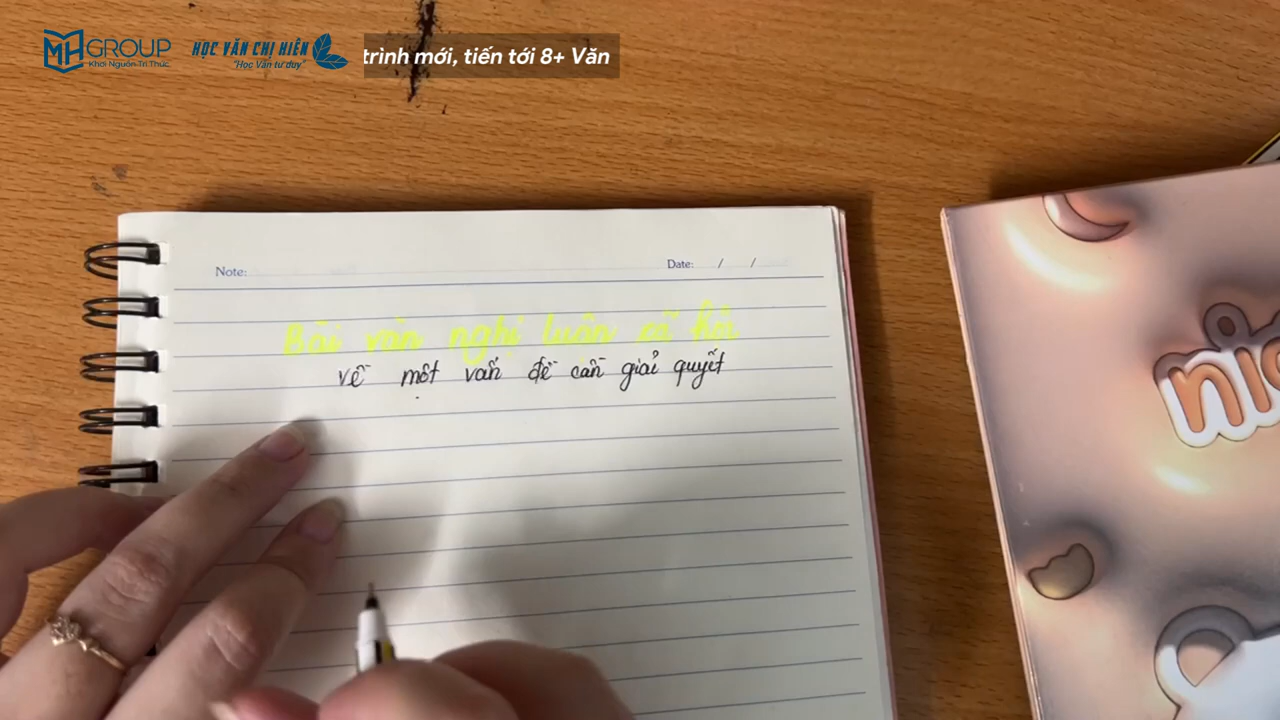 MH GROUP
Khơi Nguồn Tri Thức
HỌC VĂN CHỊ HIÊN
"Học Văn tư duy"
trình mới, tiến tới 8+ Văn
Note:
Date: / /
Bài văn nghị luận xã hội
về một vấn đề cần giải quyết